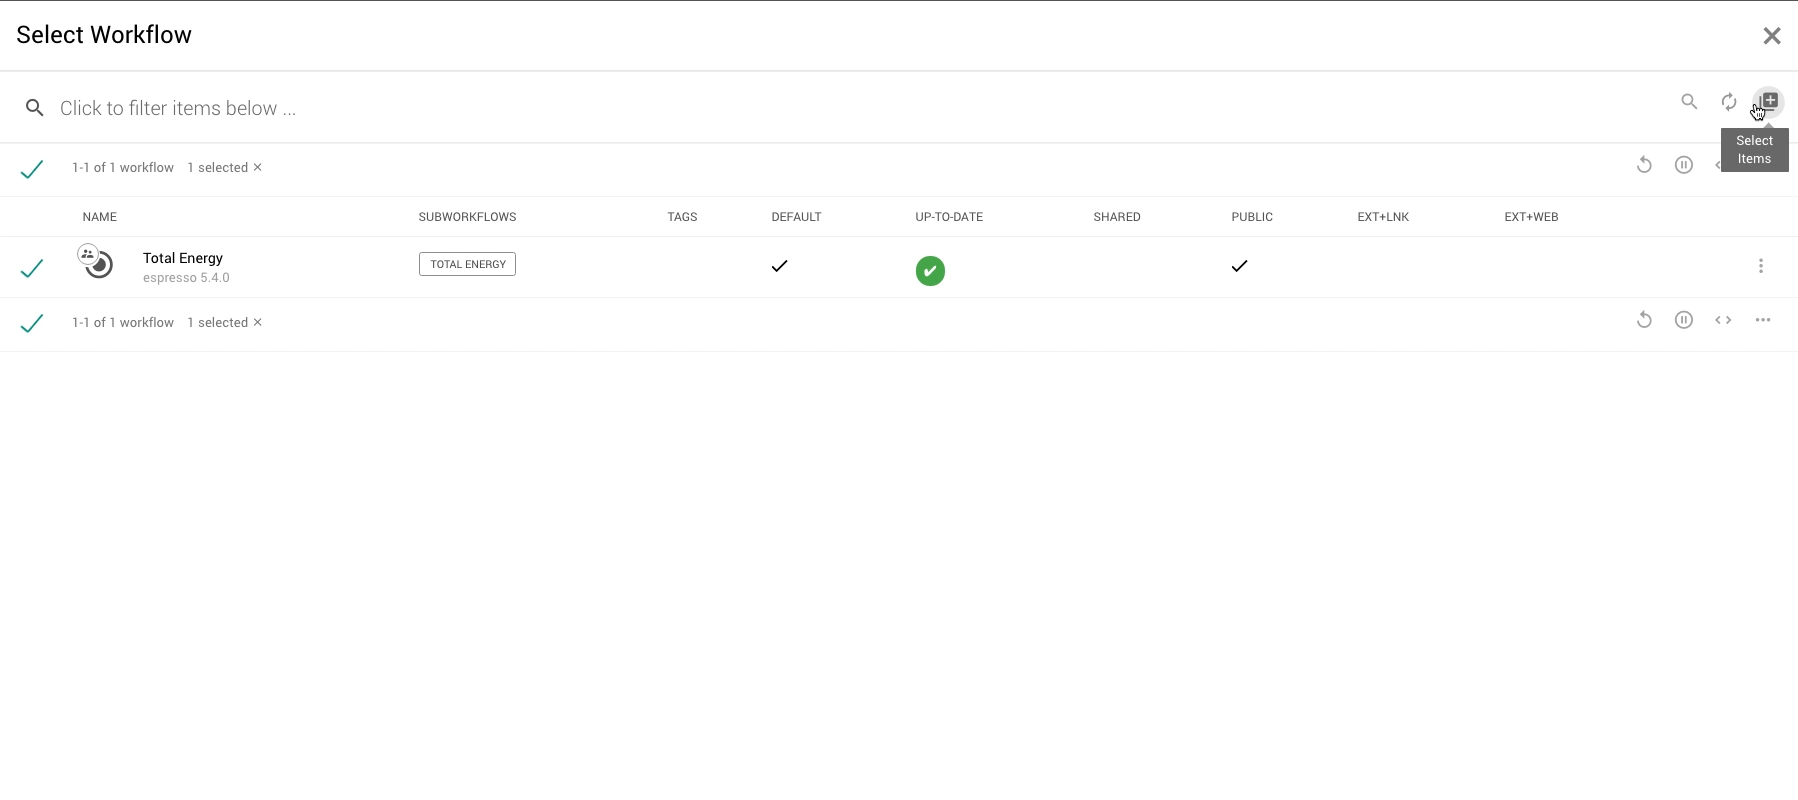 Select Workflow
Click to filter items below ...
Select
Items
1-1 of 1 workflow 1 selected ×
NAME SUBWORKFLOWS TAGS DEFAULT UP-TO-DATE SHARED PUBLIC EXT+LNK EXT+WEB
Total Energy TOTAL ENERGY
espresso 5.4.0
1-1 of 1 workflow 1 selected ×